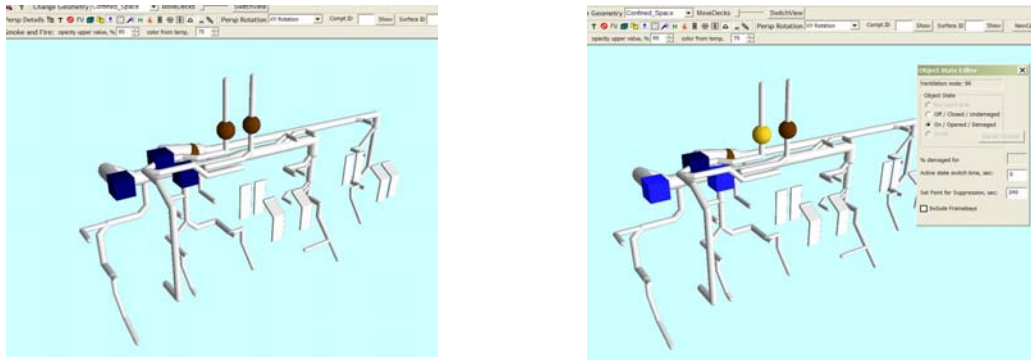 Change Geometry Confined_Space MoveDecks SwitchView
Persp Details Persp Rotation XY Rotation Compt.ID Show Surface ID
Smoke and Fire: opacity upper value, % 95 color from temp, 75
Geometry Confined_Space MoveDecks SwitchView
Persp Rotation XY Rotation Compt.ID Show Surface ID Show
opacity upper value, % 95 color from temp, 75
Object State Editor
Ventilation node: 98
Object State
Off / Closed / Undamaged
On / Opened / Damaged
% damaged for
Active state switch time, sec: 0
Set Point for Suppression, sec: 240
Include Framebays